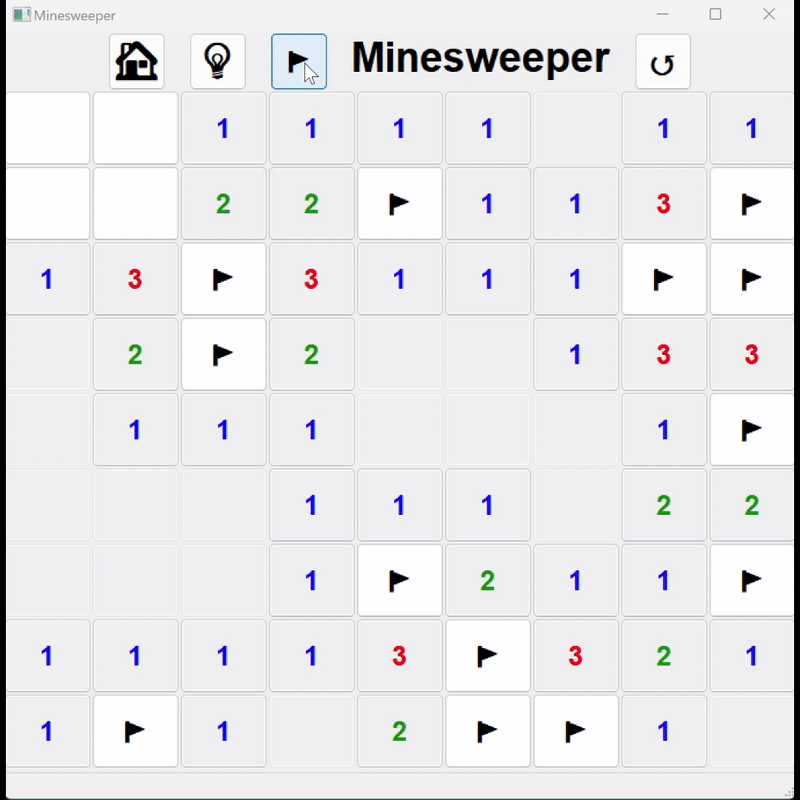 Minesweeper
Minesweeper
1 1 1 1 1 1
2 2 1 1 3
1 3 3 1 1 1
2 2 1 3 3
1 1 1 1
1 1 1 2 2
1 2 1 1
1 1 1 1 3 3 2 1
1 1 2 1